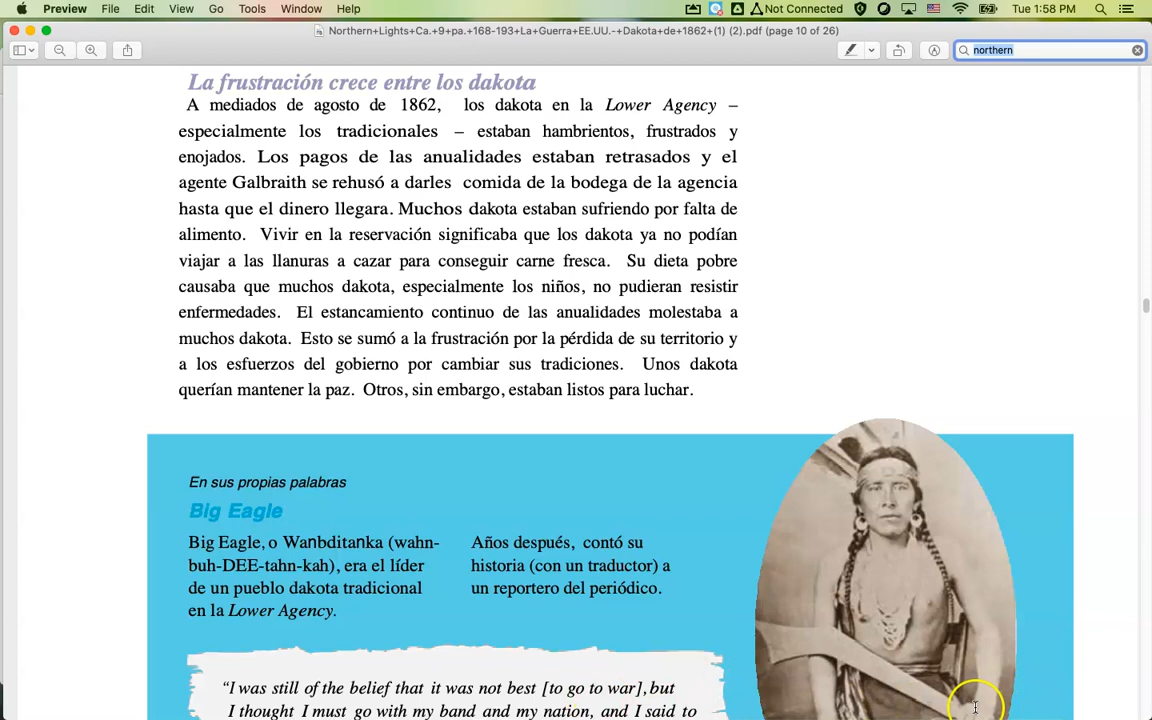 Preview File Edit View Go Tools Window Help Not Connected Tue 1:58 PM
Northern+Lights+Ca.+9+pa.+168-193+La+Guerra+EE.UU.-+Dakota+de+1862+(1) (2).pdf (page 10 of 26)
northern
La frustración crece entre los dakota
A mediados de agosto de 1862, los dakota en la Lower Agency –
especialmente los tradicionales – estaban hambrientos, frustrados y
enojados. Los pagos de las anualidades estaban retrasados y el
agente Galbraith se rehusó a darles comida de la bodega de la agencia
hasta que el dinero llegara. Muchos dakota estaban sufriendo por falta de
alimento. Vivir en la reservación significaba que los dakota ya no podían
viajar a las llanuras a cazar para conseguir carne fresca. Su dieta pobre
causaba que muchos dakota, especialmente los niños, no pudieran resistir
enfermedades. El estancamiento continuo de las anualidades molestaba a
muchos dakota. Esto se sumó a la frustración por la pérdida de su territorio y
a los esfuerzos del gobierno por cambiar sus tradiciones. Unos dakota
querían mantener la paz. Otros, sin embargo, estaban listos para luchar.
En sus propias palabras
Big Eagle
Big Eagle, o Wanbditanka (wahn-
buh-DEE-tahn-kah), era el líder
de un pueblo dakota tradicional
en la Lower Agency.
Años después, contó su
historia (con un traductor) a
un reportero del periódico.
“I was still of the belief that it was not best [to go to war], but
I thought I must go with my band and my nation, and I said to